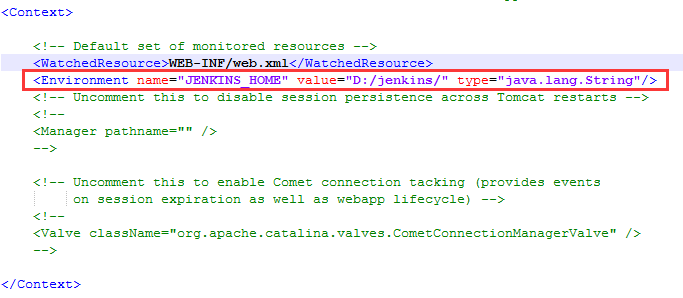 <Context>
<!-- Default set of monitored resources -->
<WatchedResource>WEB-INF/web.xml</WatchedResource>
<Environment name="JENKINS_HOME" value="D:/jenkins/" type="java.lang.String"/>
<!-- Uncomment this to disable session persistence across Tomcat restarts -->
<!--
<Manager pathname="" />
-->
<!-- Uncomment this to enable Comet connection tacking (provides events
on session expiration as well as webapp lifecycle) -->
<!--
<Valve className="org.apache.catalina.valves.CometConnectionManagerValve" />
-->
</Context>